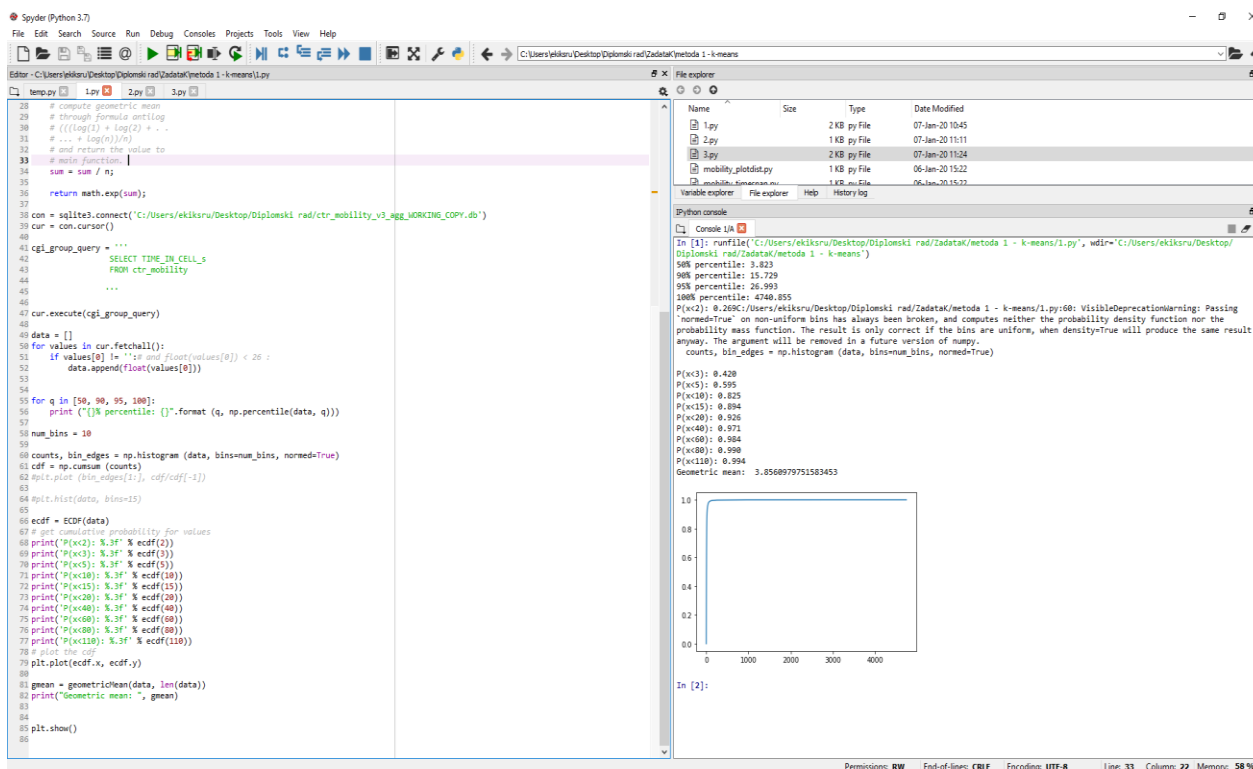 Spyder (Python 3.7)
File Edit Search Source Run Debug Consoles Projects Tools View Help
C:\Users\ekiksru\Desktop\Diplomski rad\ZadataK\metoda 1 - k-means
Editor - C:\Users\ekiksru\Desktop\Diplomski rad\ZadataK\metoda 1 - k-means\1.py
temp.py 1.py 2.py 3.py
28 # compute geometric mean
29 # through formula antilog
30 # (((log(1) + log(2) + . .
31 # ... + log(n))/n)
32 # and return the value to
33 # main function.
34 sum = sum / n;
35
36 return math.exp(sum);
37
38 con = sqlite3.connect('C:/Users/ekiksru/Desktop/Diplomski rad/ctr_mobility_v3_agg_WORKING_COPY.db')
39 cur = con.cursor()
40
41 cgi_group_query = '''
42 SELECT TIME_IN_CELL_s
43 FROM ctr_mobility
44
45 '''
46
47 cur.execute(cgi_group_query)
48
49 data = []
50 for values in cur.fetchall():
51 if values[0] != '':# and float(values[0]) < 26 :
52 data.append(float(values[0]))
53
54
55 for q in [50, 90, 95, 100]:
56 print ("{}% percentile: {}".format (q, np.percentile(data, q)))
57
58 num_bins = 10
59
60 counts, bin_edges = np.histogram (data, bins=num_bins, normed=True)
61 cdf = np.cumsum (counts)
62 #plt.plot (bin_edges[1:], cdf/cdf[-1])
63
64 #plt.hist(data, bins=15)
65
66 ecdf = ECDF(data)
67 # get cumulative probability for values
68 print('P(x<2): %.3f' % ecdf(2))
69 print('P(x<3): %.3f' % ecdf(3))
70 print('P(x<5): %.3f' % ecdf(5))
71 print('P(x<10): %.3f' % ecdf(10))
72 print('P(x<15): %.3f' % ecdf(15))
73 print('P(x<20): %.3f' % ecdf(20))
74 print('P(x<40): %.3f' % ecdf(40))
75 print('P(x<60): %.3f' % ecdf(60))
76 print('P(x<80): %.3f' % ecdf(80))
77 print('P(x<110): %.3f' % ecdf(110))
78 # plot the cdf
79 plt.plot(ecdf.x, ecdf.y)
80
81 gmean = geometricMean(data, len(data))
82 print("Geometric mean: ", gmean)
83
84
85 plt.show()
86
File explorer
Name Size Type Date Modified
1.py 2 KB py File 07-Jan-20 10:45
2.py 1 KB py File 07-Jan-20 11:11
3.py 2 KB py File 07-Jan-20 11:24
mobility_plotdist.py 1 KB py File 06-Jan-20 15:22
mobility_timespan.py 1 KB py File 06-Jan-20 15:27
Variable explorer File explorer Help History log
IPython console
Console 1/A
In [1]: runfile('C:/Users/ekiksru/Desktop/Diplomski rad/ZadataK/metoda 1 - k-means/1.py', wdir='C:/Users/ekiksru/Desktop/
Diplomski rad/ZadataK/metoda 1 - k-means')
50% percentile: 3.823
90% percentile: 15.729
95% percentile: 26.993
100% percentile: 4740.855
P(x<2): 0.269C:/Users/ekiksru/Desktop/Diplomski rad/ZadataK/metoda 1 - k-means/1.py:60: VisibleDeprecationWarning: Passing
`normed=True` on non-uniform bins has always been broken, and computes neither the probability density function nor the
probability mass function. The result is only correct if the bins are uniform, when density=True will produce the same result
anyway. The argument will be removed in a future version of numpy.
counts, bin_edges = np.histogram (data, bins=num_bins, normed=True)
P(x<3): 0.420
P(x<5): 0.595
P(x<10): 0.825
P(x<15): 0.894
P(x<20): 0.926
P(x<40): 0.971
P(x<60): 0.984
P(x<80): 0.990
P(x<110): 0.994
Geometric mean: 3.8560979751583453
1.0
0.8
0.6
0.4
0.2
0.0
0 1000 2000 3000 4000
In [2]:
Permissions: RW End-of-lines: CRLF Encoding: UTF-8 Line: 33 Column: 22 Memory: 58 %